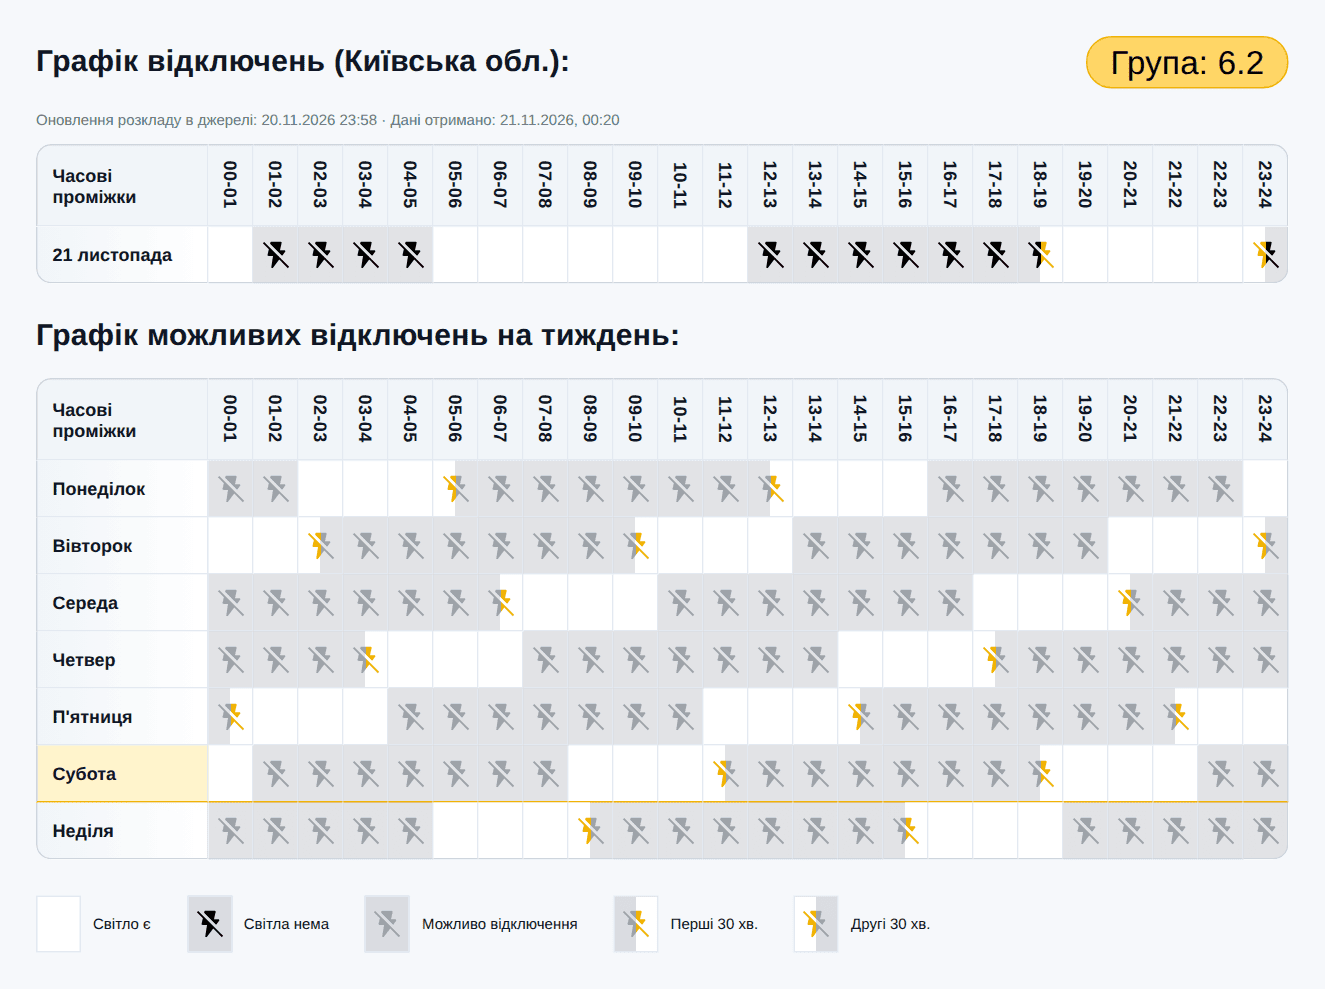 Графік відключень (Київська обл.):
Група: 6.2
Оновлення розкладу в джерелі: 20.11.2026 23:58 · Дані отримано: 21.11.2026, 00:20
Часові проміжки 00-01 01-02 02-03 03-04 04-05 05-06 06-07 07-08 08-09 09-10 10-11 11-12 12-13 13-14 14-15 15-16 16-17 17-18 18-19 19-20 20-21 21-22 22-23 23-24
21 листопада
Графік можливих відключень на тиждень:
Часові проміжки 00-01 01-02 02-03 03-04 04-05 05-06 06-07 07-08 08-09 09-10 10-11 11-12 12-13 13-14 14-15 15-16 16-17 17-18 18-19 19-20 20-21 21-22 22-23 23-24
Понеділок
Вівторок
Середа
Четвер
П'ятниця
Субота
Неділя
Світло є Світла нема Можливо відключення Перші 30 хв. Другі 30 хв.